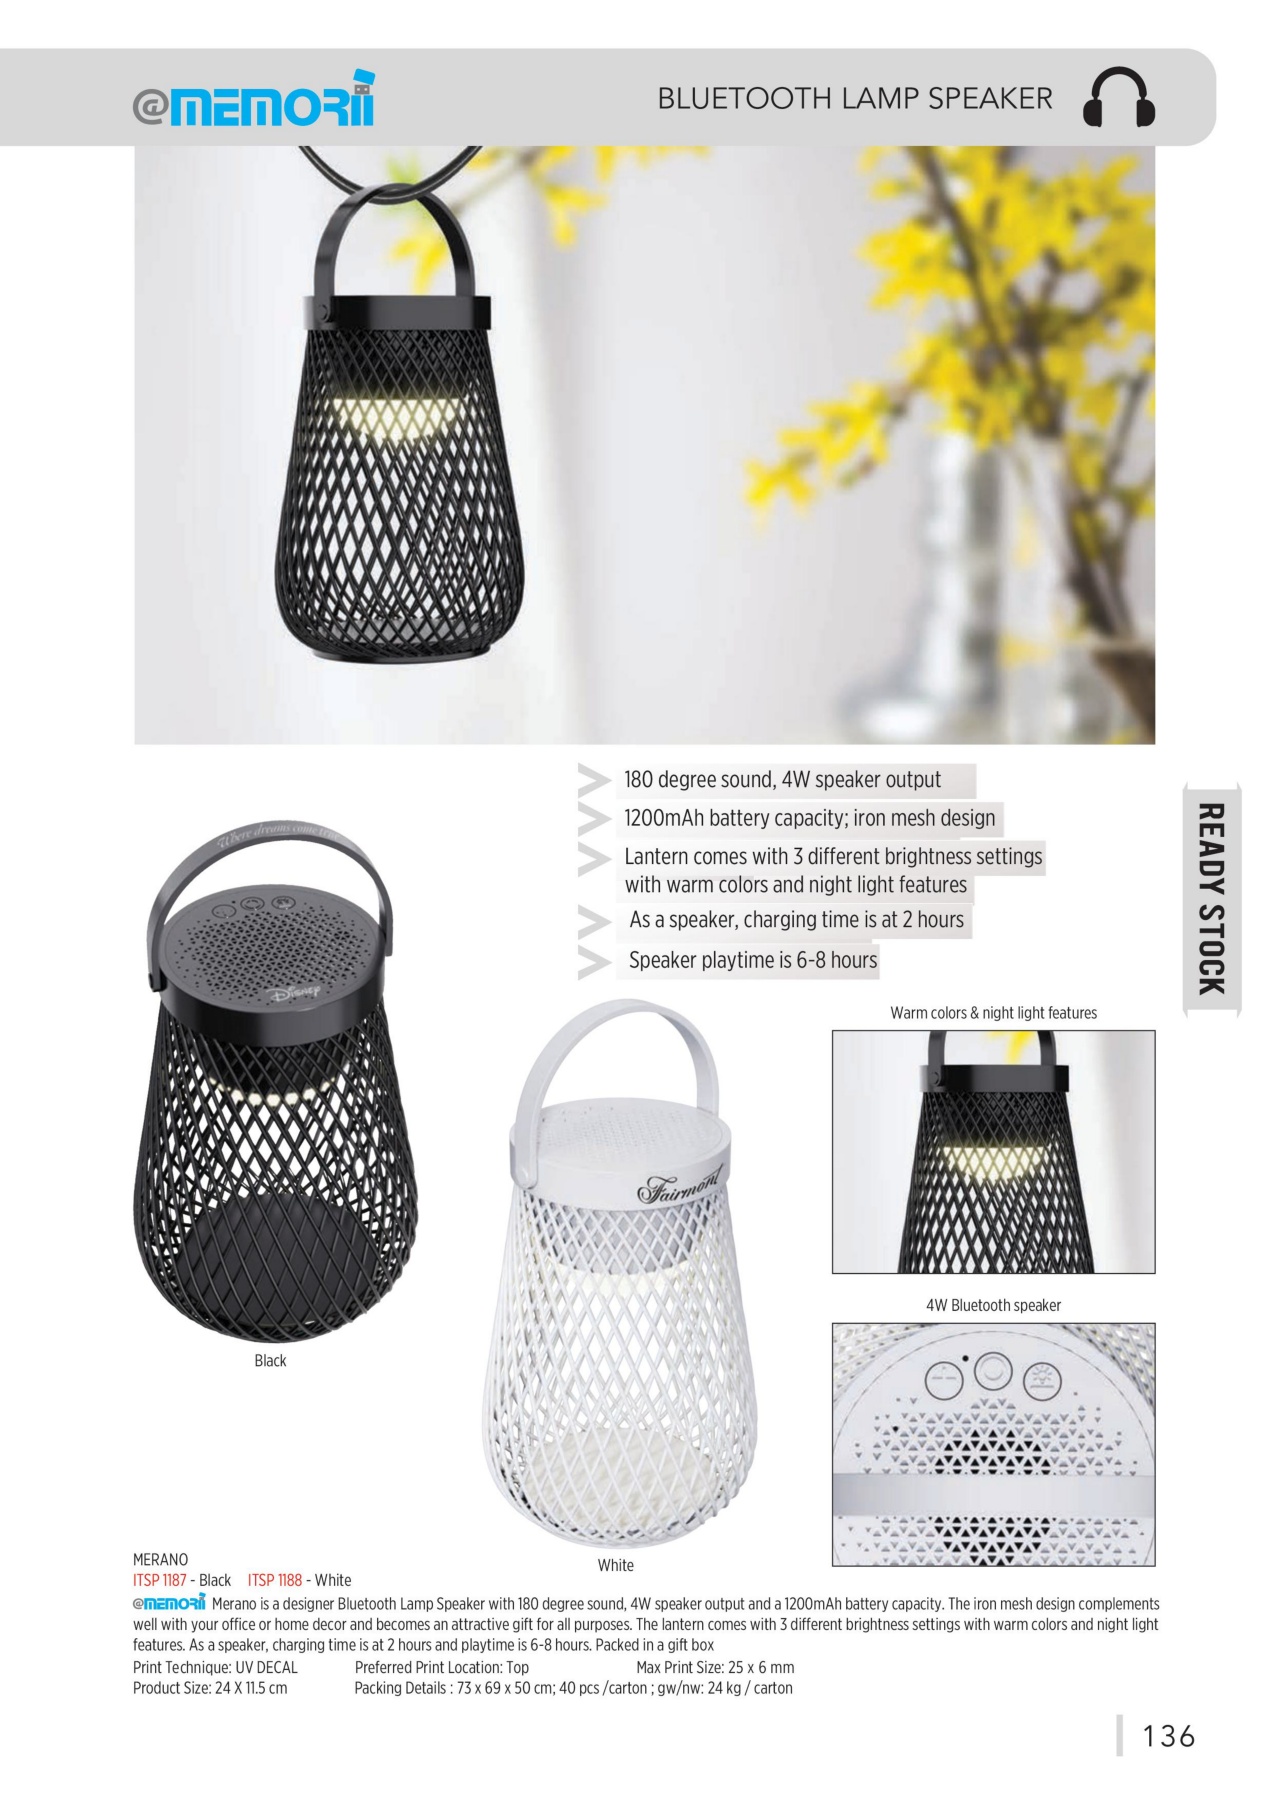 @memorii
BLUETOOTH LAMP SPEAKER
180 degree sound, 4W speaker output
1200mAh battery capacity; iron mesh design
Lantern comes with 3 different brightness settings
with warm colors and night light features
As a speaker, charging time is at 2 hours
Speaker playtime is 6-8 hours
READY STOCK
Where dreams come true
Disney
Black
Fairmont
White
Warm colors & night light features
4W Bluetooth speaker
MERANO
ITSP 1187 - Black ITSP 1188 - White
@memorii Merano is a designer Bluetooth Lamp Speaker with 180 degree sound, 4W speaker output and a 1200mAh battery capacity. The iron mesh design complements
well with your office or home decor and becomes an attractive gift for all purposes. The lantern comes with 3 different brightness settings with warm colors and night light
features. As a speaker, charging time is at 2 hours and playtime is 6-8 hours. Packed in a gift box
Print Technique: UV DECAL Preferred Print Location: Top Max Print Size: 25 x 6 mm
Product Size: 24 X 11.5 cm Packing Details : 73 x 69 x 50 cm; 40 pcs /carton ; gw/nw: 24 kg / carton
136